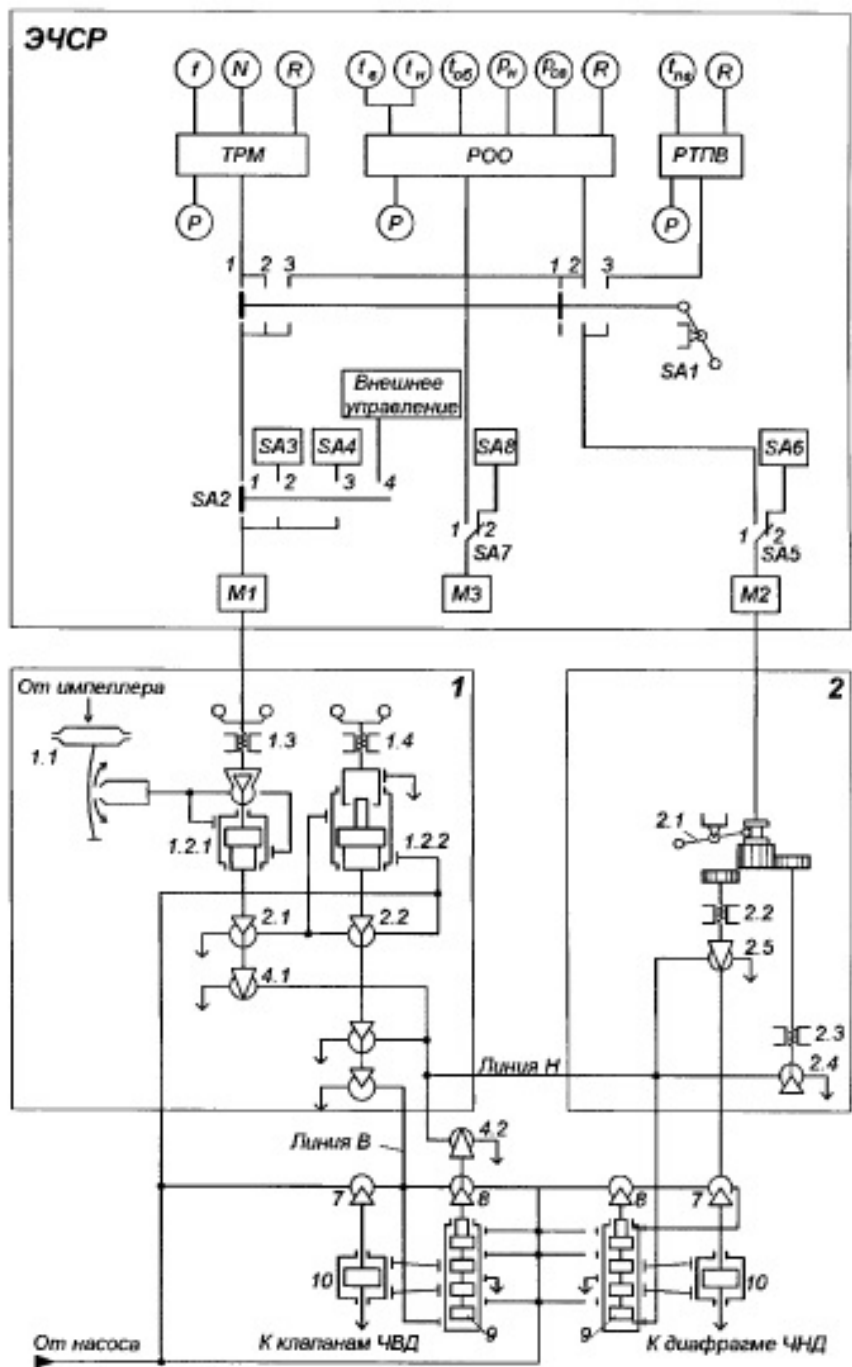 ЭЧСР
f N R tв tн tоб pн pов R tпв R
ТРМ РОО РТПВ
P P P
1 2 3 1 2 3
SA1
Внешнее
управление
SA3 SA4 SA8 SA6
SA2 1 2 3 4
1 2 1 2
SA7 SA5
М1 М3 М2
От импеллера 1 2
1.1 1.3 1.4
2.1
1.2.1 1.2.2
2.1 2.2 2.2
2.5
4.1
2.3
Линия Н 2.4
Линия В 4.2
7 8 8 7
10 10
9 9
От насоса К клапанам ЧВД К диафрагме ЧНД